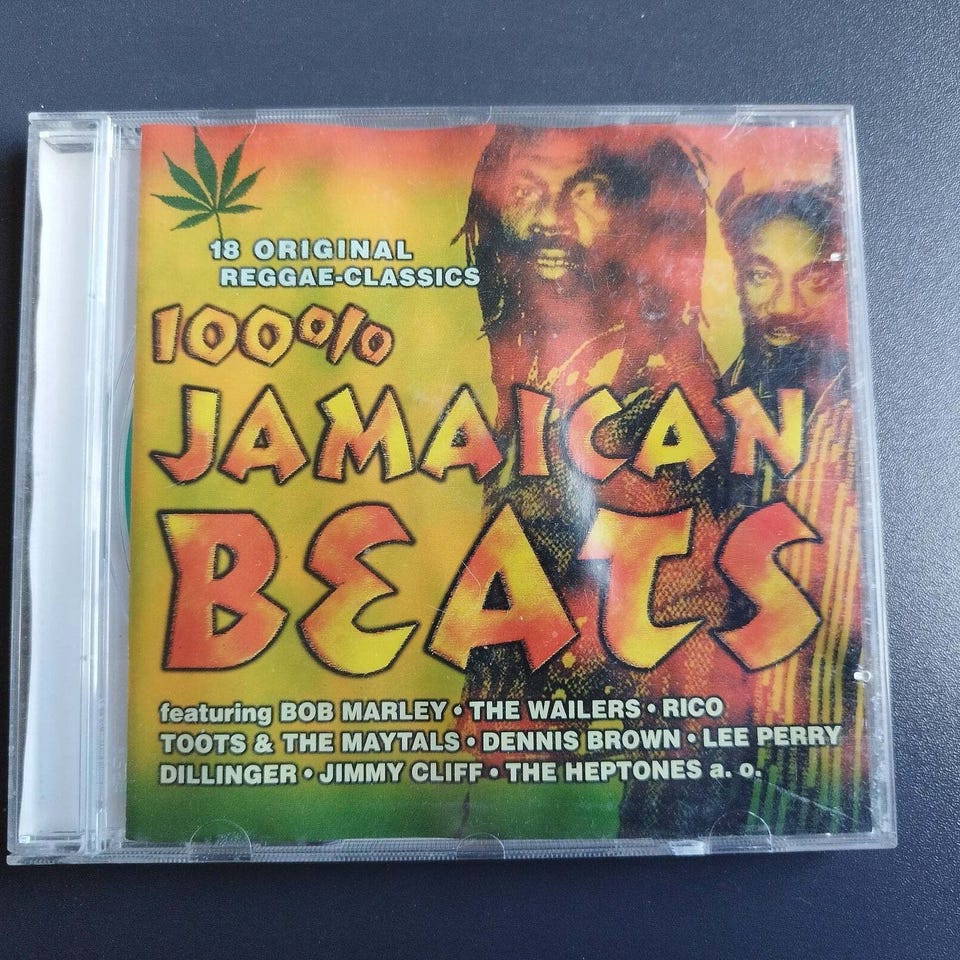 18 ORIGINAL
REGGAE-CLASSICS
100%
JAMAICAN
BEATS
featuring BOB MARLEY • THE WAILERS • RICO
TOOTS & THE MAYTALS • DENNIS BROWN • LEE PERRY
DILLINGER • JIMMY CLIFF • THE HEPTONES a. o.